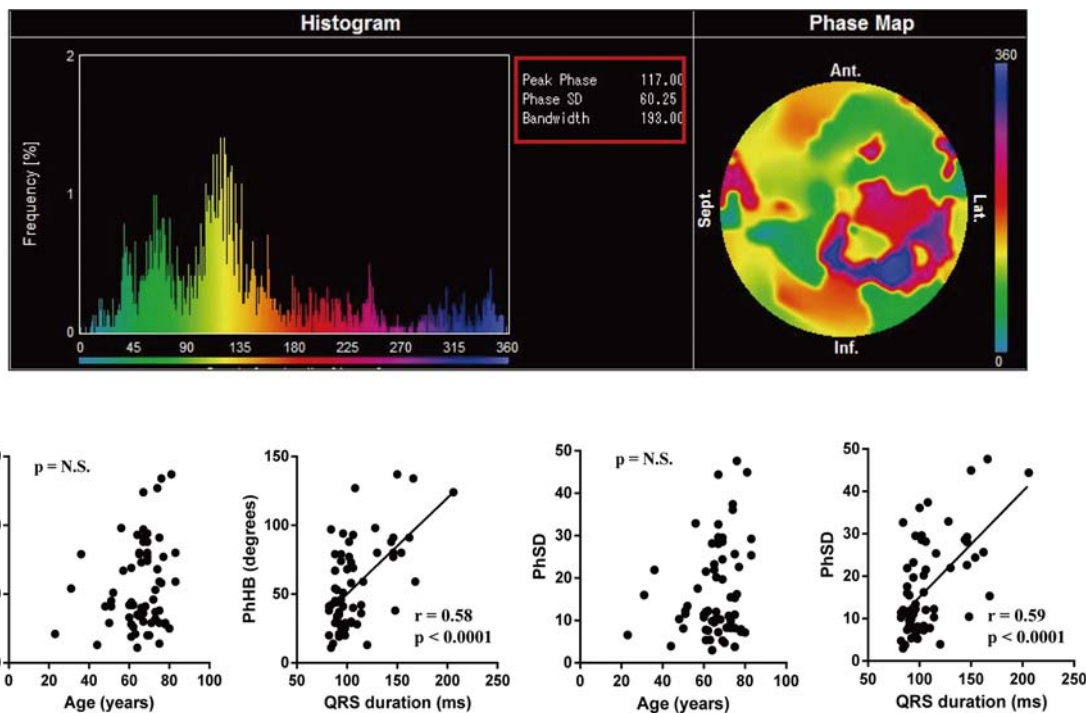 Histogram
Phase Map
2
1
0
Frequency [%]
0 45 90 135 180 225 270 315 360
Peak Phase 117.00
Phase SD 60.25
Bandwidth 193.00
Ant.
Sept.
Lat.
Inf.
360
0
p = N.S.
0 20 40 60 80 100
Age (years)
150
100
50
0
PhHB (degrees)
r = 0.58
p < 0.0001
50 100 150 200 250
QRS duration (ms)
50
40
30
20
10
0
PhSD
p = N.S.
0 20 40 60 80 100
Age (years)
50
40
30
20
10
0
PhSD
r = 0.59
p < 0.0001
50 100 150 200 250
QRS duration (ms)